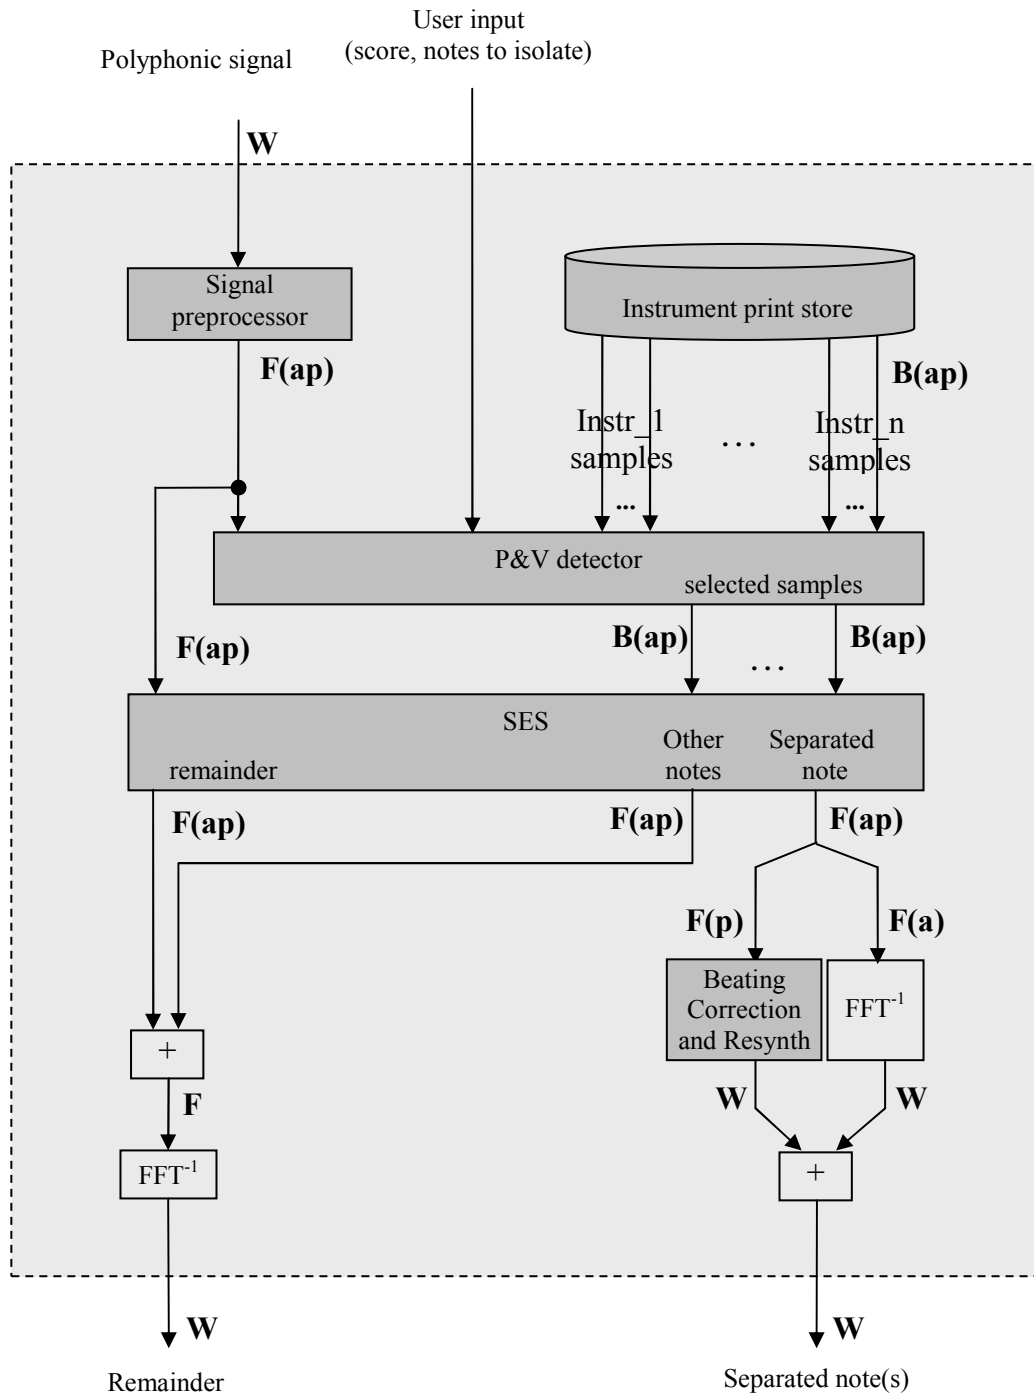 User input
(score, notes to isolate)
Polyphonic signal
W
Signal
preprocessor
Instrument print store
F(ap)
B(ap)
Instr_1
samples
...
Instr_n
samples
...
...
P&V detector
selected samples
F(ap)
B(ap)
...
B(ap)
SES
remainder
Other
notes
Separated
note
F(ap)
F(ap)
F(ap)
F(p)
F(a)
Beating
Correction
and Resynth
FFT-1
+
F
W
W
FFT-1
+
W
W
Remainder
Separated note(s)